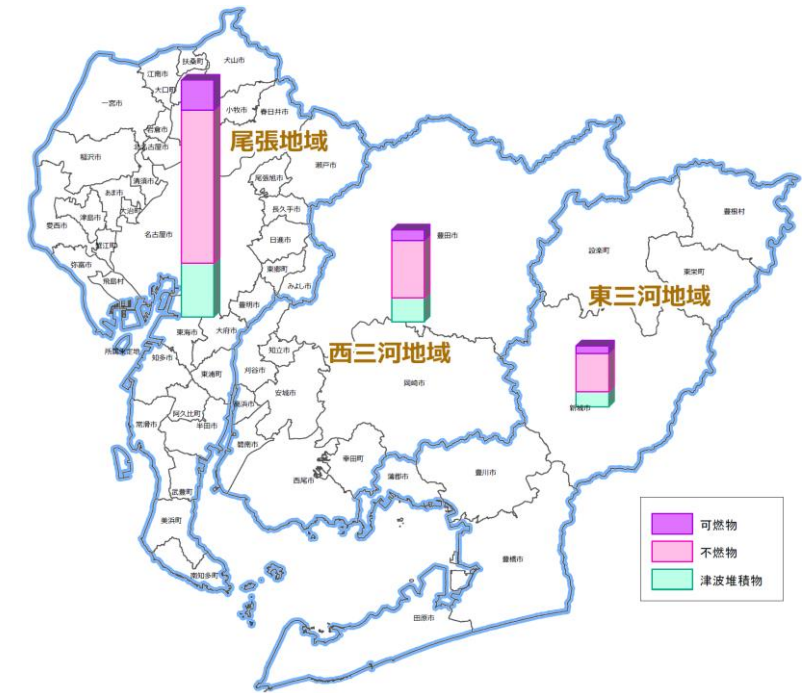 扶桑町
犬山市
江南市
大口町
一宮市
小牧市
春日井市
岩倉市
北名古屋市
尾張地域
稲沢市
瀬戸市
清須市
尾張旭市
あま市
大治町
長久手市
津島市
愛西市
名古屋市
日進市
蟹江町
弥富市
東郷町
飛島村
みよし市
豊明市
豊田市
設楽町
豊根村
東栄町
東三河地域
東海市
大府市
知多市
知立市
西三河地域
東浦町
刈谷市
岡崎市
安城市
阿久比町
高浜市
新城市
常滑市
半田市
碧南市
幸田町
蒲郡市
豊川市
西尾市
武豊町
美浜町
南知多町
豊橋市
田原市
可燃物
不燃物
津波堆積物